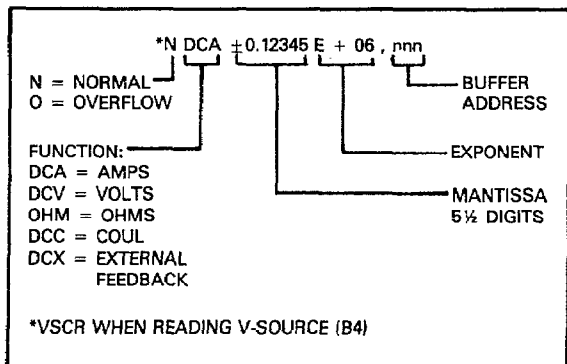 *N DCA ±0.12345 E + 06, nnn
N = NORMAL
O = OVERFLOW
BUFFER
ADDRESS
FUNCTION:
DCA = AMPS
DCV = VOLTS
OHM = OHMS
DCC = COUL
DCX = EXTERNAL
FEEDBACK
EXPONENT
MANTISSA
5½ DIGITS
*VSCR WHEN READING V-SOURCE (B4)